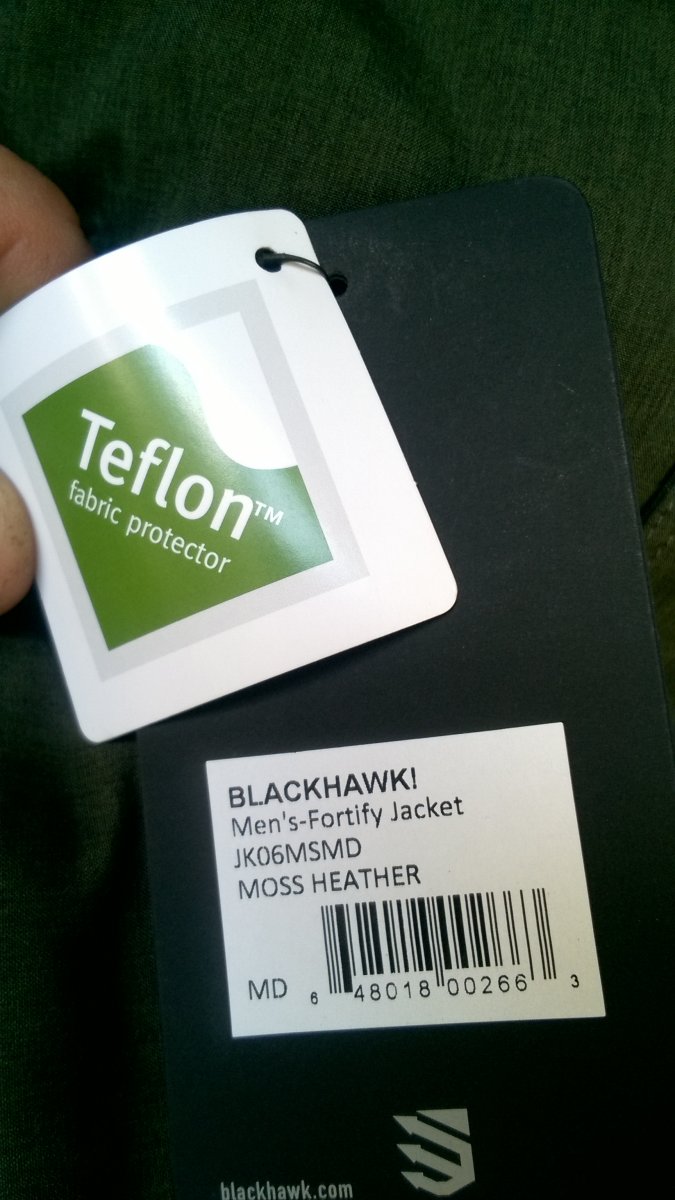 Teflon™
fabric protector
BLACKHAWK!
Men's-Fortify Jacket
JK06MSMD
MOSS HEATHER
MD
6 48018 00266 3
blackhawk.com